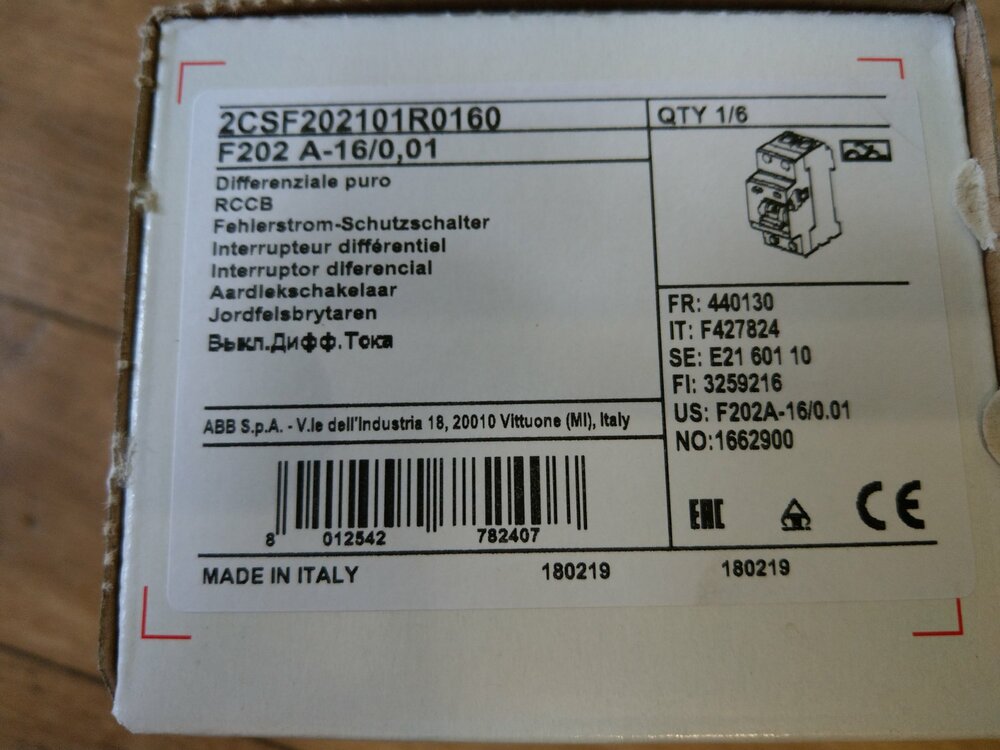 2CSF202101R0160
QTY 1/6
F202 A-16/0,01
Differenziale puro
RCCB
Fehlerstrom-Schutzschalter
Interrupteur différentiel
Interruptor diferencial
Aardlekschakelaar
Jordfelsbrytaren
Выкл.Дифф.Тока
FR: 440130
IT: F427824
SE: E21 601 10
FI: 3259216
US: F202A-16/0.01
NO:1662900
ABB S.p.A. - V.le dell'Industria 18, 20010 Vittuone (MI), Italy
8 012542 782407
EAC
CE
MADE IN ITALY 180219 180219